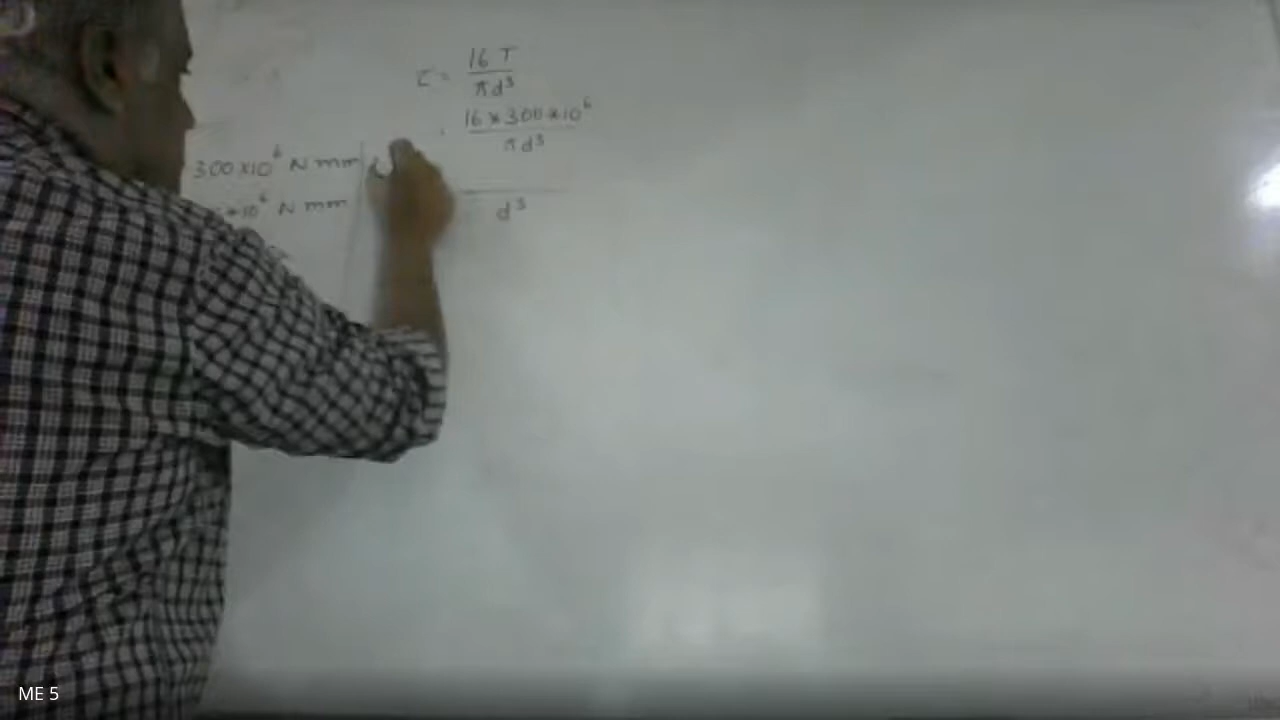 τ = 16 T / πd³
= 16 × 300 × 10⁶ / πd³
300 × 10⁶ N mm
× 10⁶ N mm
d³
ME 5